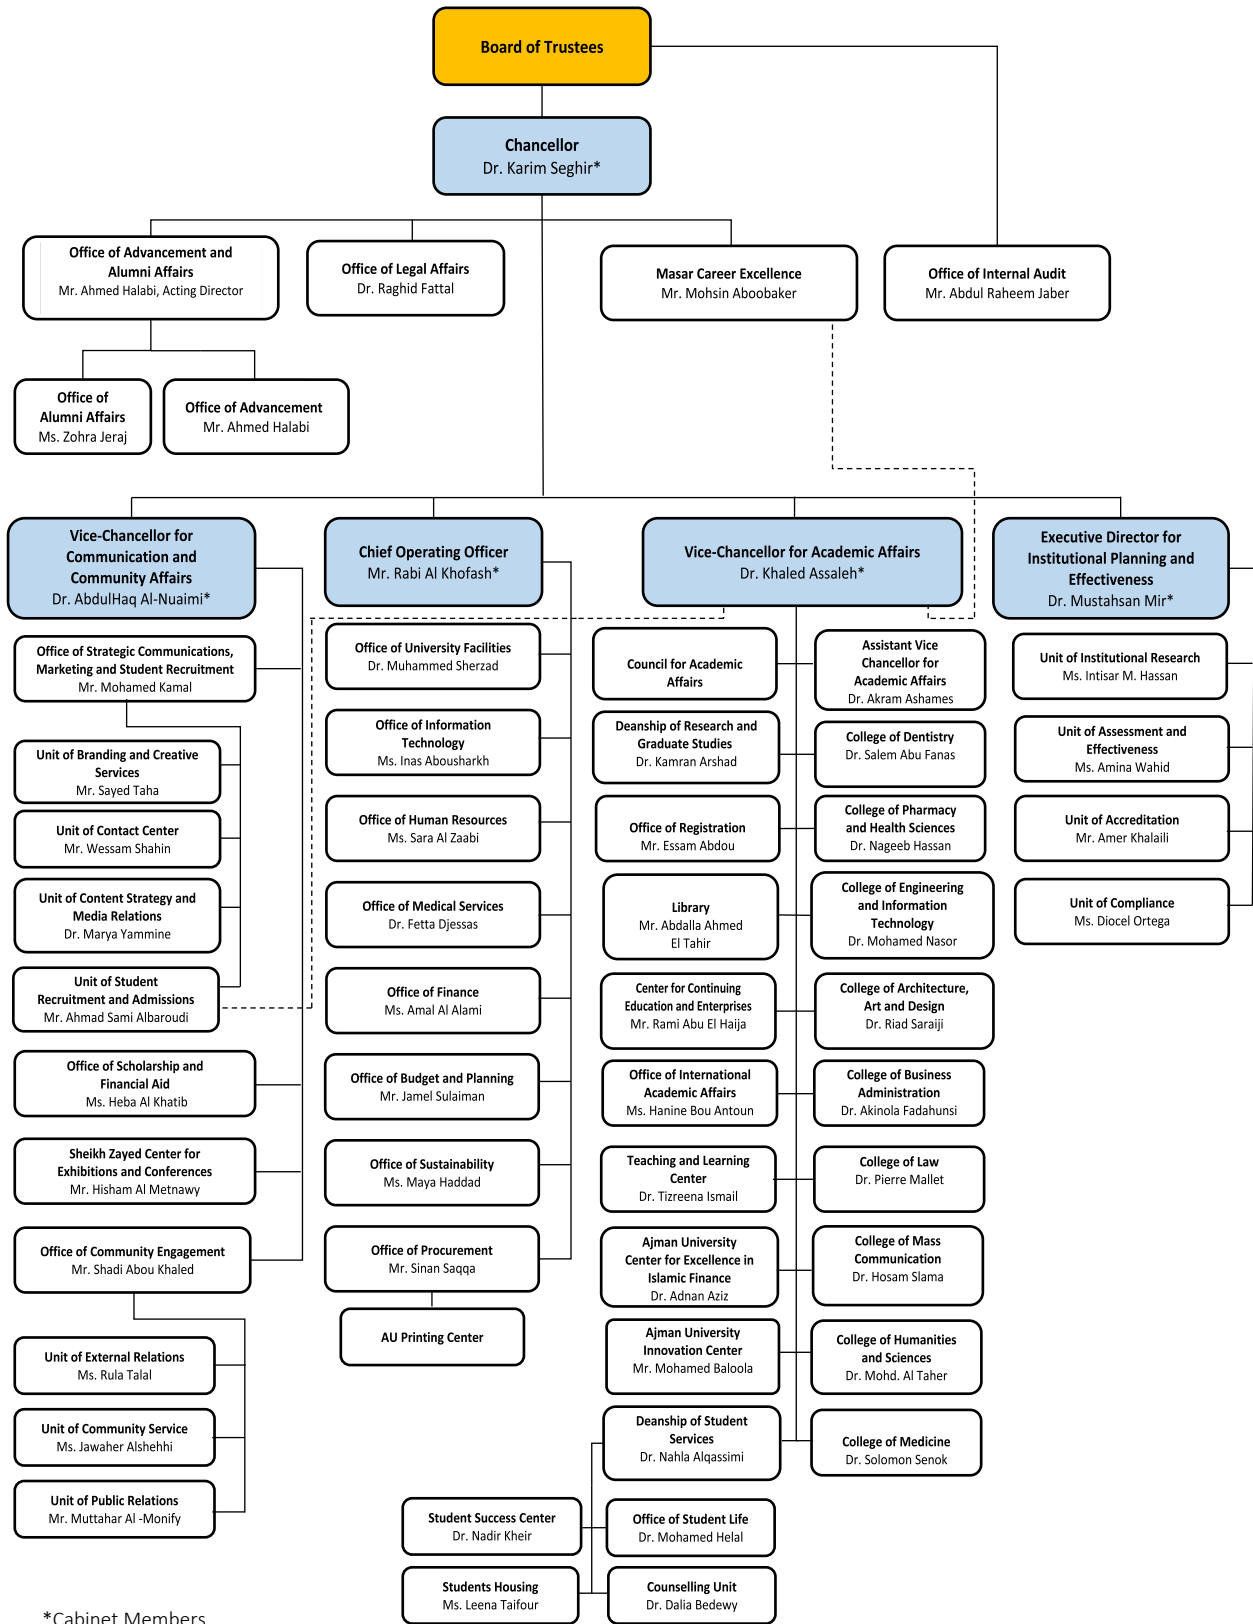 Board of Trustees
Chancellor
Dr. Karim Seghir*
Office of Advancement and
Alumni Affairs
Mr. Ahmed Halabi, Acting Director
Office of Legal Affairs
Dr. Raghid Fattal
Masar Career Excellence
Mr. Mohsin Aboobaker
Office of Internal Audit
Mr. Abdul Raheem Jaber
Office of
Alumni Affairs
Ms. Zohra Jeraj
Office of Advancement
Mr. Ahmed Halabi
Vice-Chancellor for
Communication and
Community Affairs
Dr. AbdulHaq Al-Nuaimi*
Office of Strategic Communications,
Marketing and Student Recruitment
Mr. Mohamed Kamal
Unit of Branding and Creative
Services
Mr. Sayed Taha
Unit of Contact Center
Mr. Wessam Shahin
Unit of Content Strategy and
Media Relations
Dr. Marya Yammine
Unit of Student
Recruitment and Admissions
Mr. Ahmad Sami Albaroudi
Office of Scholarship and
Financial Aid
Ms. Heba Al Khatib
Sheikh Zayed Center for
Exhibitions and Conferences
Mr. Hisham Al Metnawy
Office of Community Engagement
Mr. Shadi Abou Khaled
Unit of External Relations
Ms. Rula Talal
Unit of Community Service
Ms. Jawaher Alshehhi
Unit of Public Relations
Mr. Muttahar Al -Monify
Chief Operating Officer
Mr. Rabi Al Khofash*
Office of University Facilities
Dr. Muhammed Sherzad
Office of Information
Technology
Ms. Inas Abousharkh
Office of Human Resources
Ms. Sara Al Zaabi
Office of Medical Services
Dr. Fetta Djessas
Office of Finance
Ms. Amal Al Alami
Office of Budget and Planning
Mr. Jamel Sulaiman
Office of Sustainability
Ms. Maya Haddad
Office of Procurement
Mr. Sinan Saqqa
AU Printing Center
Vice-Chancellor for Academic Affairs
Dr. Khaled Assaleh*
Council for Academic
Affairs
Assistant Vice
Chancellor for
Academic Affairs
Dr. Akram Ashames
Deanship of Research and
Graduate Studies
Dr. Kamran Arshad
College of Dentistry
Dr. Salem Abu Fanas
Office of Registration
Mr. Essam Abdou
College of Pharmacy
and Health Sciences
Dr. Nageeb Hassan
Library
Mr. Abdalla Ahmed
El Tahir
College of Engineering
and Information
Technology
Dr. Mohamed Nasor
Center for Continuing
Education and Enterprises
Mr. Rami Abu El Haija
College of Architecture,
Art and Design
Dr. Riad Saraiji
Office of International
Academic Affairs
Ms. Hanine Bou Antoun
College of Business
Administration
Dr. Akinola Fadahunsi
Teaching and Learning
Center
Dr. Tizreena Ismail
College of Law
Dr. Pierre Mallet
Ajman University
Center for Excellence in
Islamic Finance
Dr. Adnan Aziz
College of Mass
Communication
Dr. Hosam Slama
Ajman University
Innovation Center
Mr. Mohamed Baloola
College of Humanities
and Sciences
Dr. Mohd. Al Taher
Deanship of Student
Services
Dr. Nahla Alqassimi
College of Medicine
Dr. Solomon Senok
Student Success Center
Dr. Nadir Kheir
Office of Student Life
Dr. Mohamed Helal
Students Housing
Ms. Leena Taifour
Counselling Unit
Dr. Dalia Bedewy
Executive Director for
Institutional Planning and
Effectiveness
Dr. Mustahsan Mir*
Unit of Institutional Research
Ms. Intisar M. Hassan
Unit of Assessment and
Effectiveness
Ms. Amina Wahid
Unit of Accreditation
Mr. Amer Khalaili
Unit of Compliance
Ms. Diocel Ortega
*Cabinet Members